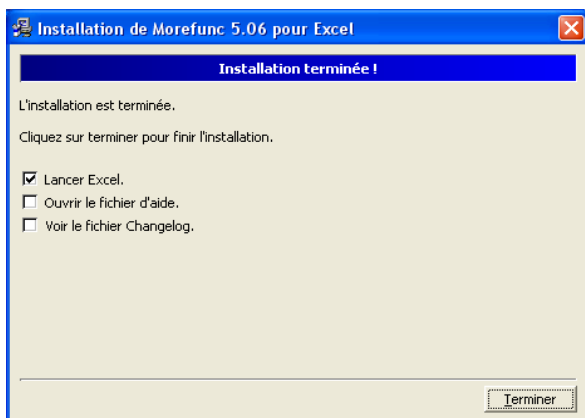 Installation de Morefunc 5.06 pour Excel
Installation terminée !
L'installation est terminée.
Cliquez sur terminer pour finir l'installation.
Lancer Excel.
Ouvrir le fichier d'aide.
Voir le fichier Changelog.
Terminer